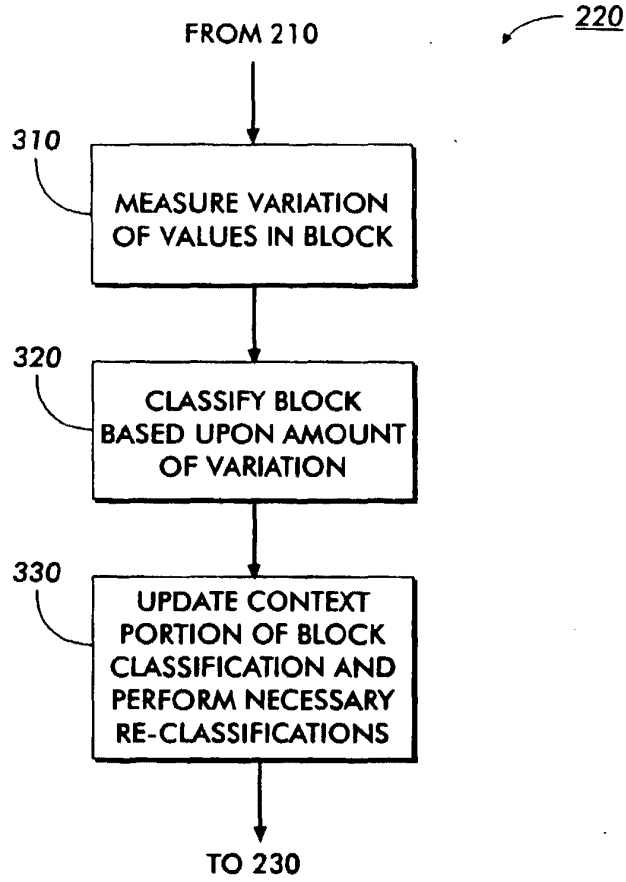 FROM 210
220
310
MEASURE VARIATION
OF VALUES IN BLOCK
320
CLASSIFY BLOCK
BASED UPON AMOUNT
OF VARIATION
330
UPDATE CONTEXT
PORTION OF BLOCK
CLASSIFICATION AND
PERFORM NECESSARY
RE-CLASSIFICATIONS
TO 230